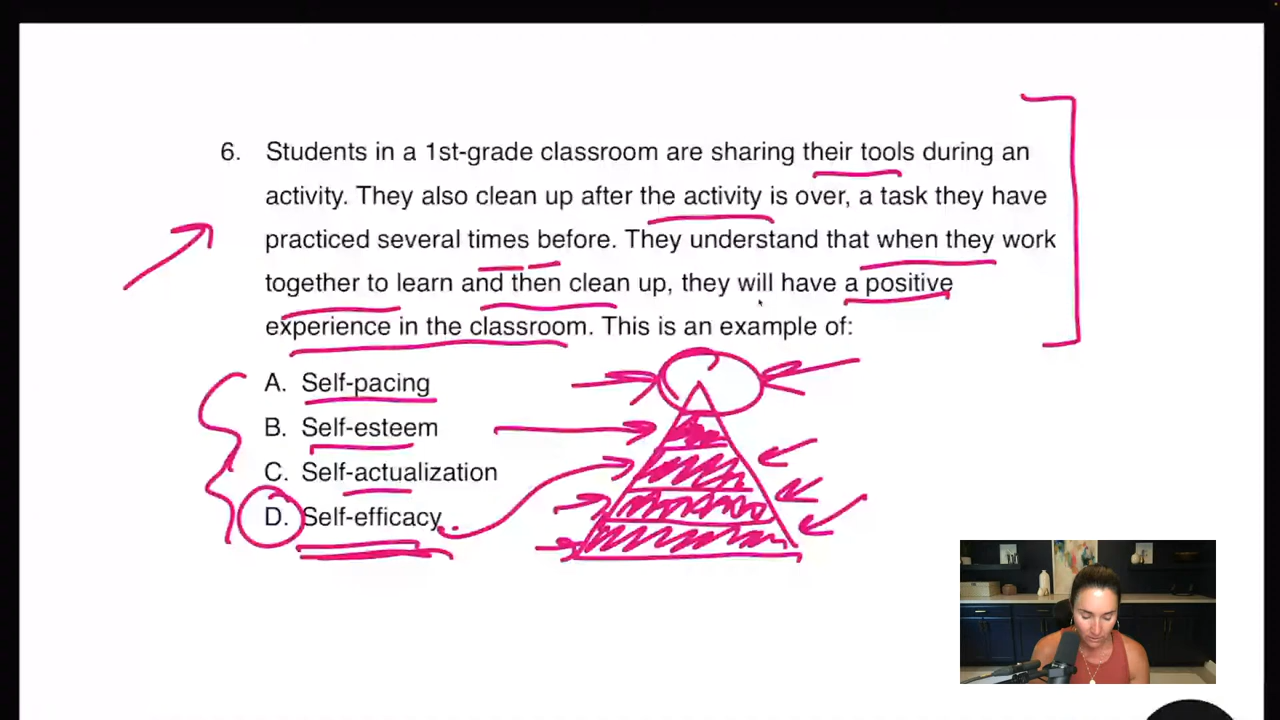 6. Students in a 1st-grade classroom are sharing their tools during an
activity. They also clean up after the activity is over, a task they have
practiced several times before. They understand that when they work
together to learn and then clean up, they will have a positive
experience in the classroom. This is an example of:
A. Self-pacing
B. Self-esteem
C. Self-actualization
D. Self-efficacy